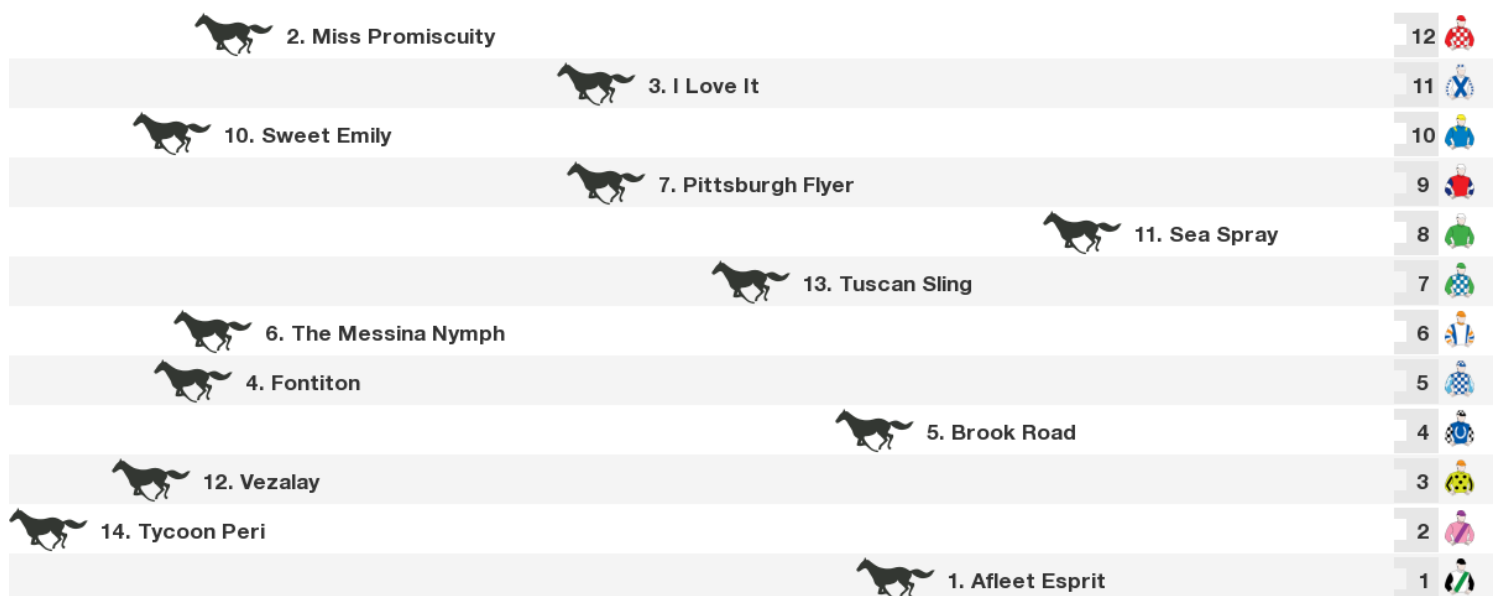 2. Miss Promiscuity 12
3. I Love It 11
10. Sweet Emily 10
7. Pittsburgh Flyer 9
11. Sea Spray 8
13. Tuscan Sling 7
6. The Messina Nymph 6
4. Fontiton 5
5. Brook Road 4
12. Vezalay 3
14. Tycoon Peri 2
1. Afleet Esprit 1